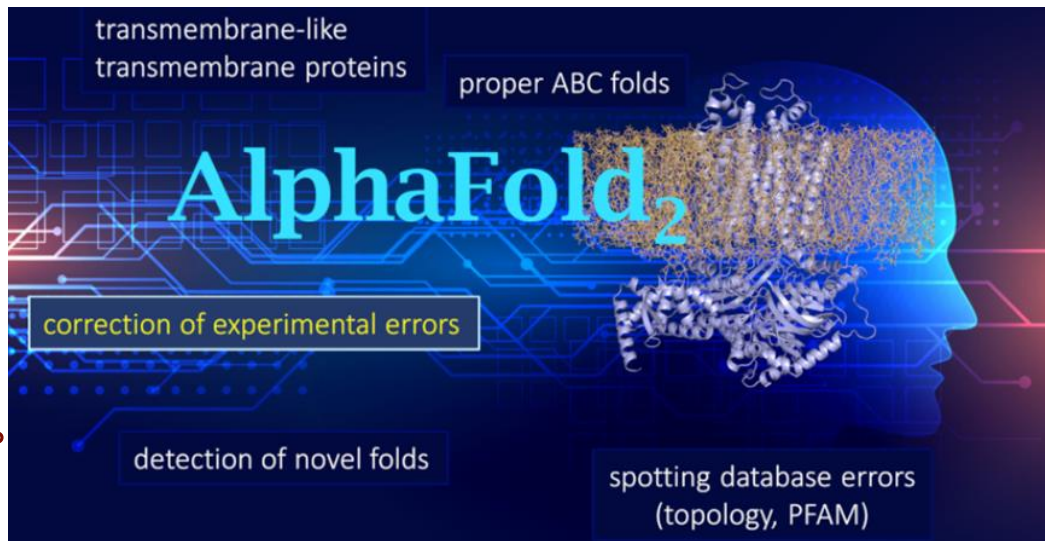 transmembrane-like
transmembrane proteins
proper ABC folds
AlphaFold2
correction of experimental errors
detection of novel folds
spotting database errors
(topology, PFAM)